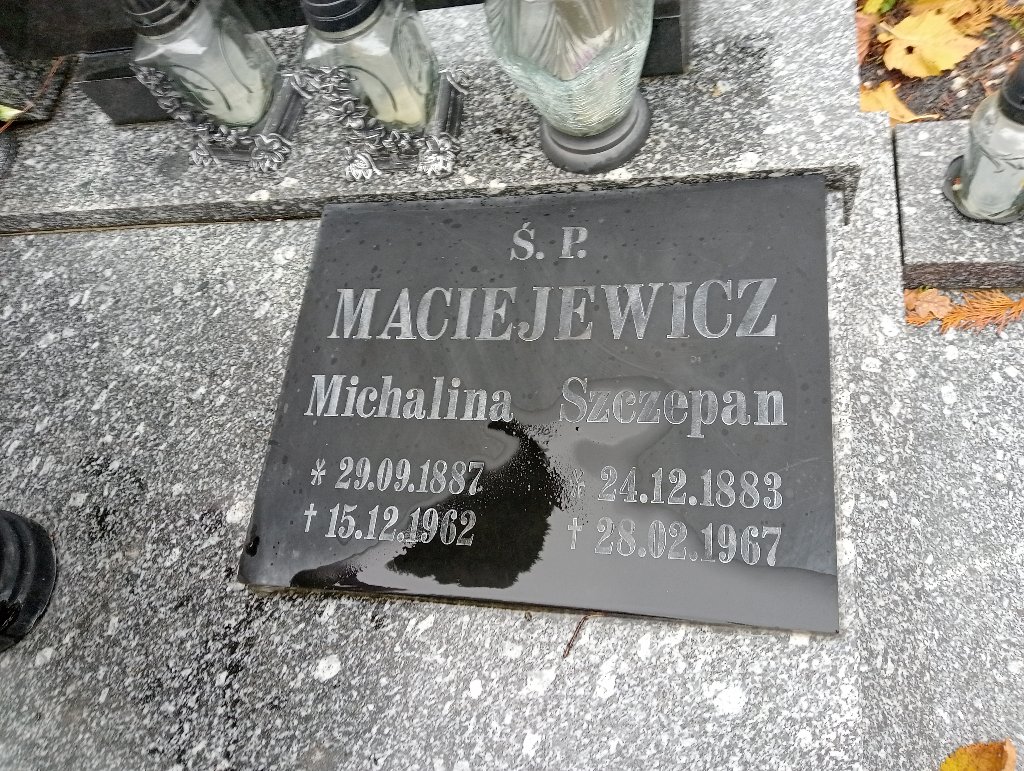 Ś. P.
MACIEJEWICZ
Michalina Szczepan
* 29.09.1887 * 24.12.1883
† 15.12.1962 † 28.02.1967